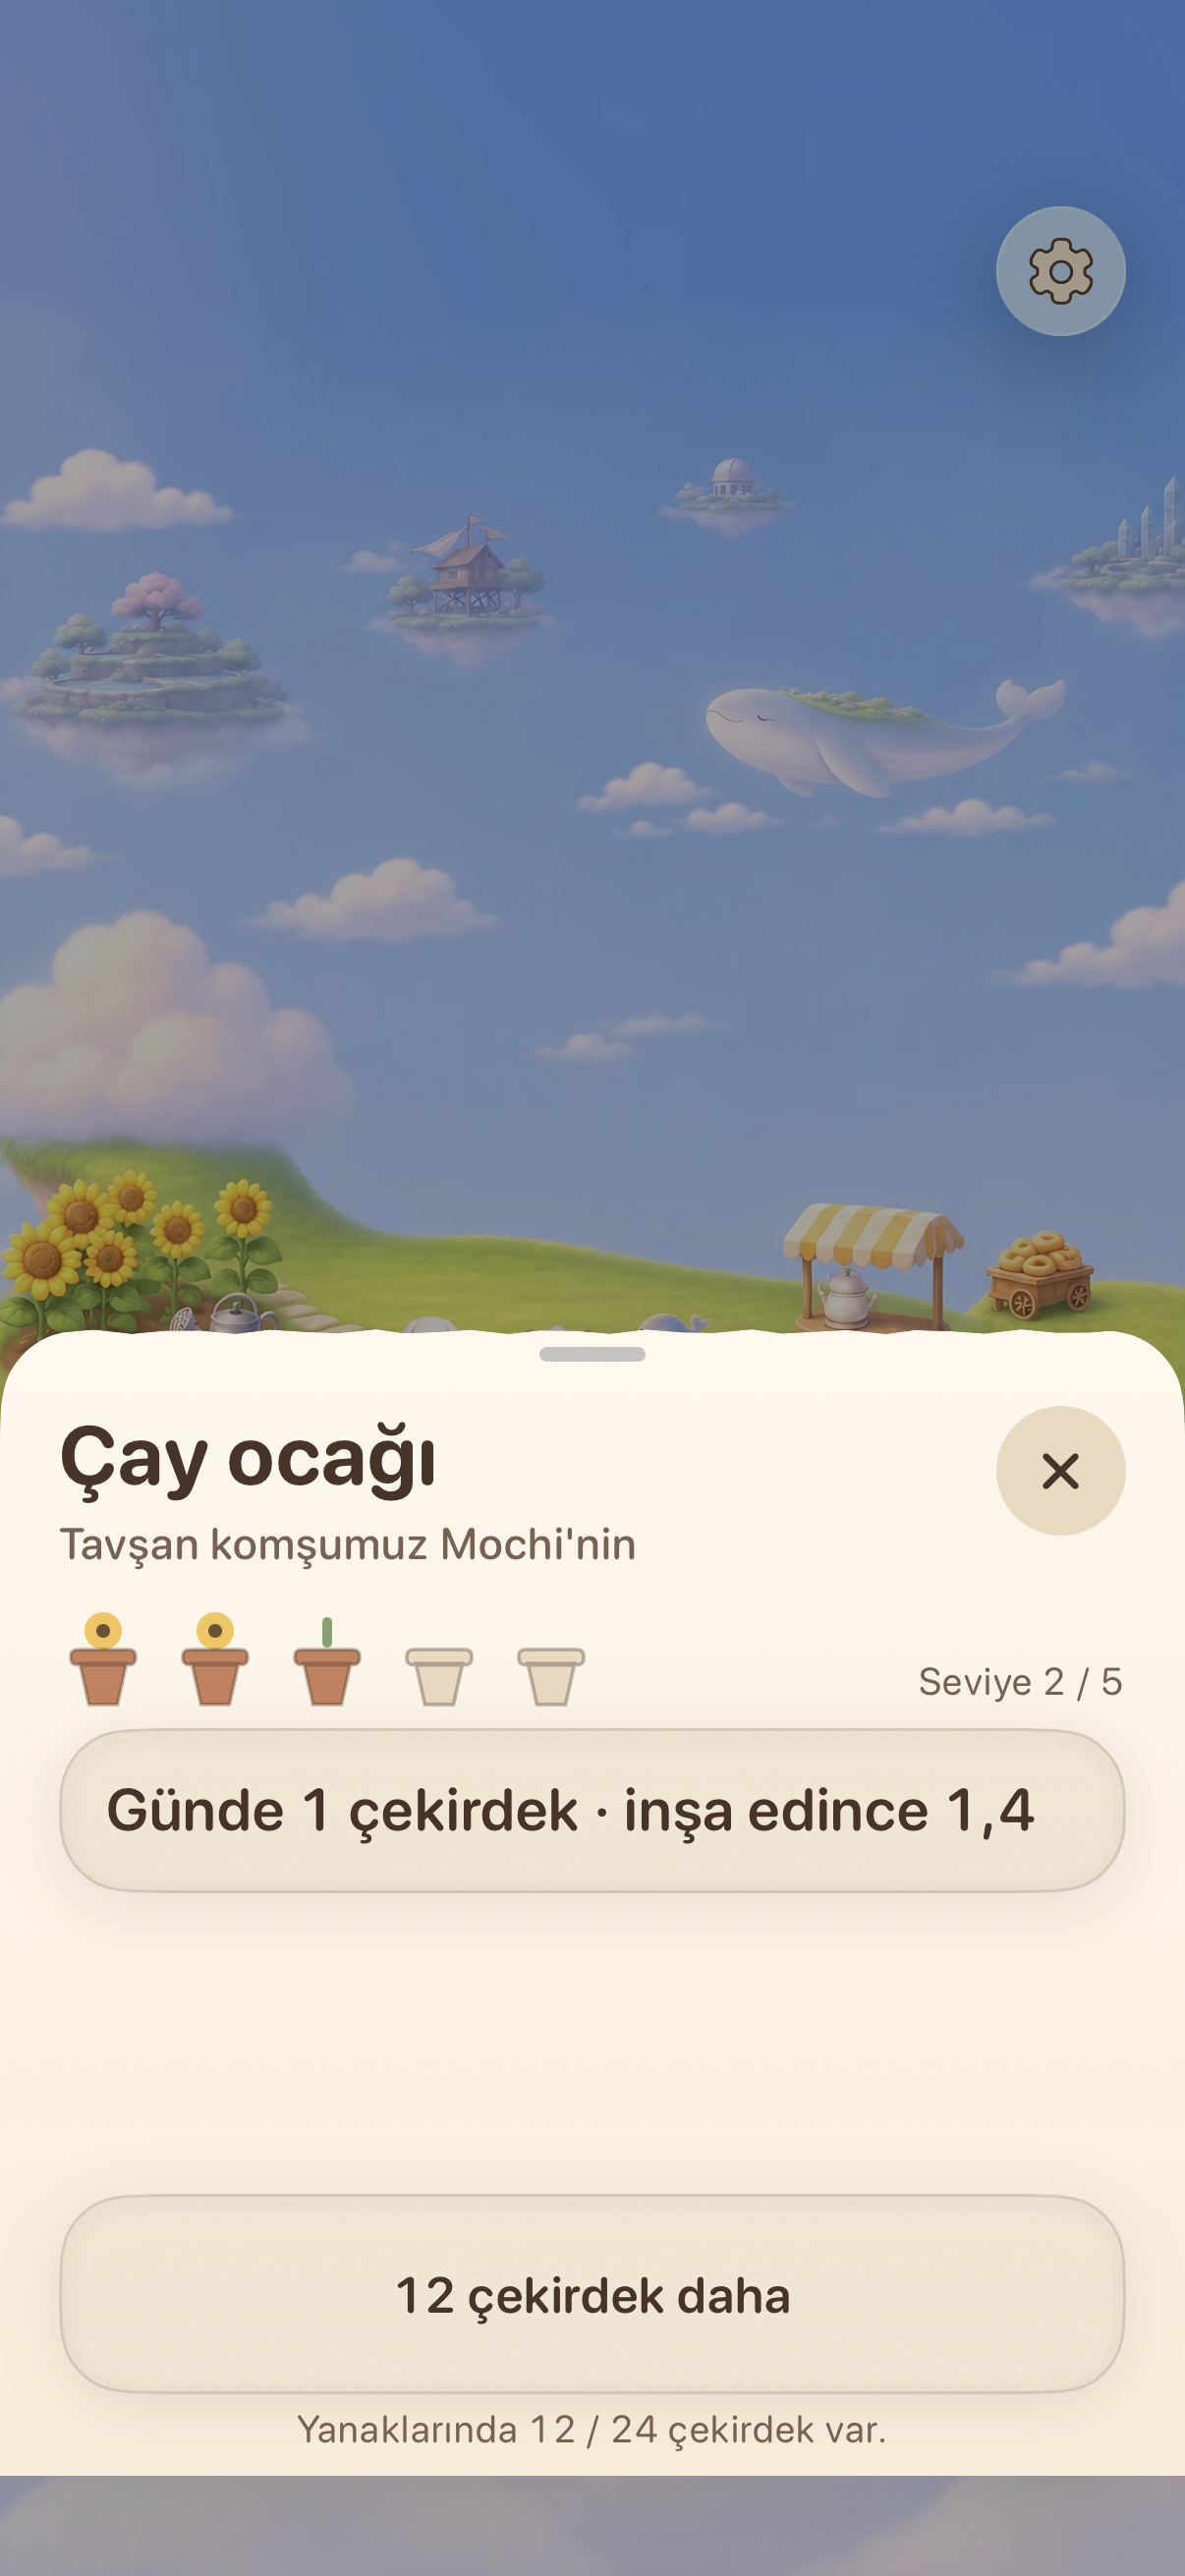 Çay ocağı
Tavşan komşumuz Mochi'nin
Seviye 2 / 5
Günde 1 çekirdek · inşa edince 1,4
12 çekirdek daha
Yanaklarında 12 / 24 çekirdek var.